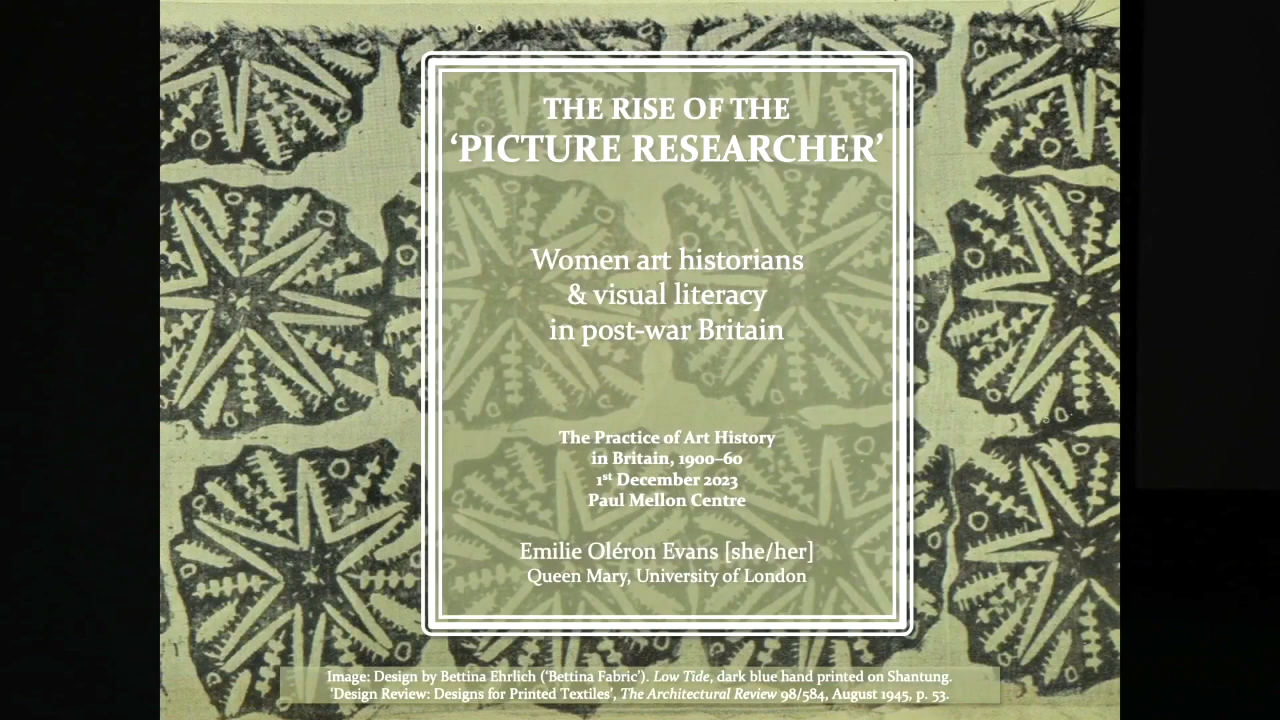 THE RISE OF THE
‘PICTURE RESEARCHER’
Women art historians
& visual literacy
in post-war Britain
The Practice of Art History
in Britain, 1900–60
1st December 2023
Paul Mellon Centre
Emilie Oléron Evans [she/her]
Queen Mary, University of London
Image: Design by Bettina Ehrlich (‘Bettina Fabric’). Low Tide, dark blue hand printed on Shantung.
‘Design Review: Designs for Printed Textiles’, The Architectural Review 98/584, August 1945, p. 53.